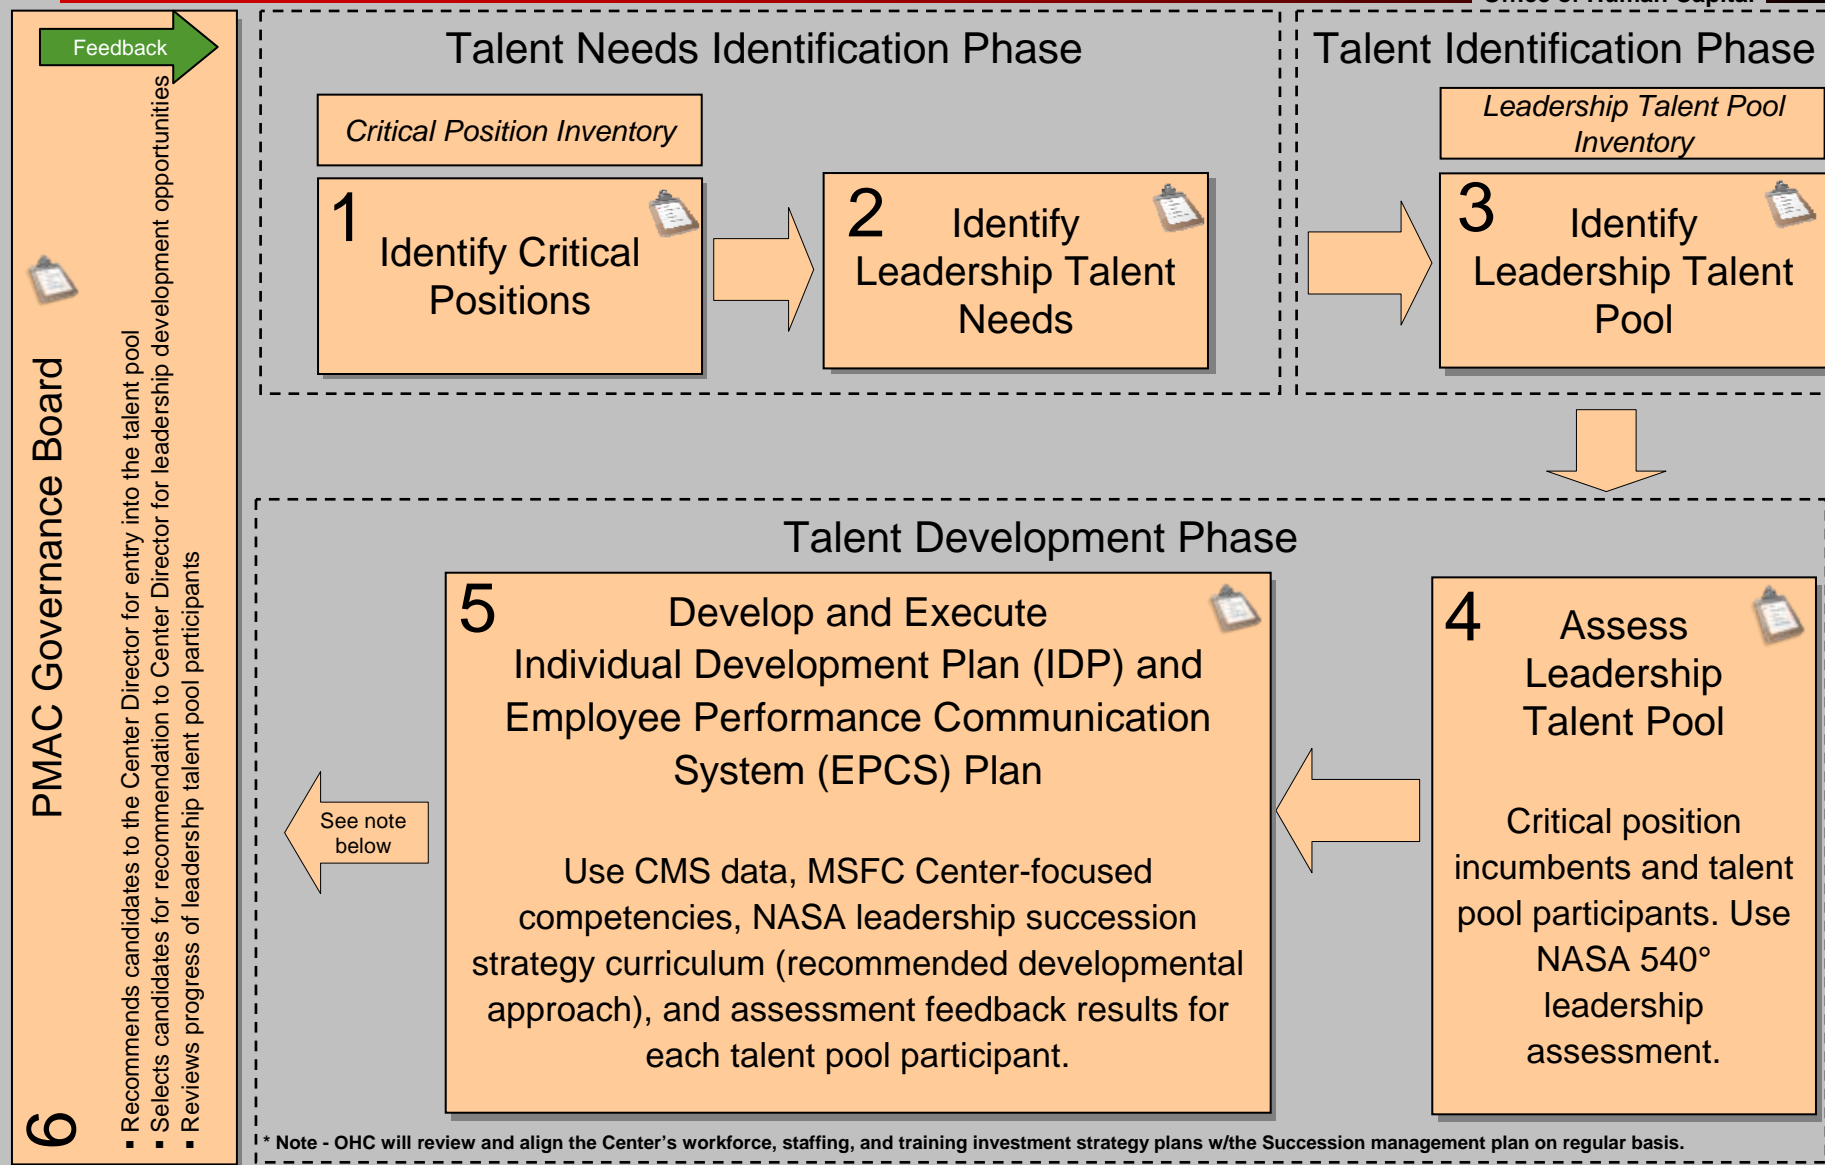 Office of Human Capital
Feedback
6
PMAC Governance Board
▪ Recommends candidates to the Center Director for entry into the talent pool
▪ Selects candidates for recommendation to Center Director for leadership development opportunities
▪ Reviews progress of leadership talent pool participants
Talent Needs Identification Phase
Critical Position Inventory
1
Identify Critical
Positions
2
Identify
Leadership Talent
Needs
Talent Identification Phase
Leadership Talent Pool
Inventory
3
Identify
Leadership Talent
Pool
Talent Development Phase
4
Assess
Leadership
Talent Pool
Critical position
incumbents and talent
pool participants. Use
NASA 540°
leadership
assessment.
5
Develop and Execute
Individual Development Plan (IDP) and
Employee Performance Communication
System (EPCS) Plan
Use CMS data, MSFC Center-focused
competencies, NASA leadership succession
strategy curriculum (recommended developmental
approach), and assessment feedback results for
each talent pool participant.
See note
below
* Note - OHC will review and align the Center's workforce, staffing, and training investment strategy plans w/the Succession management plan on regular basis.